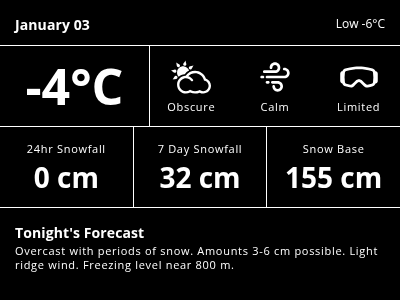 January 03
Low -6°C
-4°C
Obscure
Calm
Limited
24hr Snowfall
7 Day Snowfall
Snow Base
0 cm
32 cm
155 cm
Tonight's Forecast
Overcast with periods of snow. Amounts 3-6 cm possible. Light
ridge wind. Freezing level near 800 m.